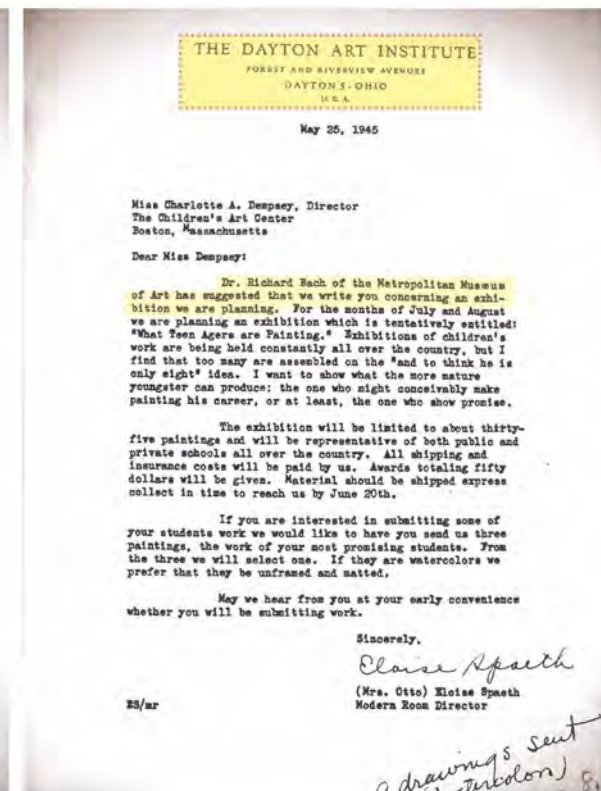 THE DAYTON ART INSTITUTE
FOREST AND RIVERVIEW AVENUES
DAYTON 5 · OHIO
U. S. A.
May 25, 1945
Miss Charlotte A. Dempsey, Director
The Children's Art Center
Boston, Massachusetts
Dear Miss Dempsey:
Dr. Richard Bach of the Metropolitan Museum
of Art has suggested that we write you concerning an exhi-
bition we are planning. For the months of July and August
we are planning an exhibition which is tentatively entitled:
"What Teen Agers are Painting." Exhibitions of children's
work are being held constantly all over the country, but I
find that too many are assembled on the "and to think he is
only eight" idea. I want to show what the more mature
youngster can produce; the one who might conceivably make
painting his career, or at least, the one who show promise.
The exhibition will be limited to about thirty-
five paintings and will be representative of both public and
private schools all over the country. All shipping and
insurance costs will be paid by us. Awards totaling fifty
dollars will be given. Material should be shipped express
collect in time to reach us by June 20th.
If you are interested in submitting some of
your students work we would like to have you send us three
paintings, the work of your most promising students. From
the three we will select one. If they are watercolors we
prefer that they be unframed and matted.
May we hear from you at your early convenience
whether you will be submitting work.
Sincerely,
Eloise Spaeth
(Mrs. Otto) Eloise Spaeth
ES/mr Modern Room Director
drawings sent